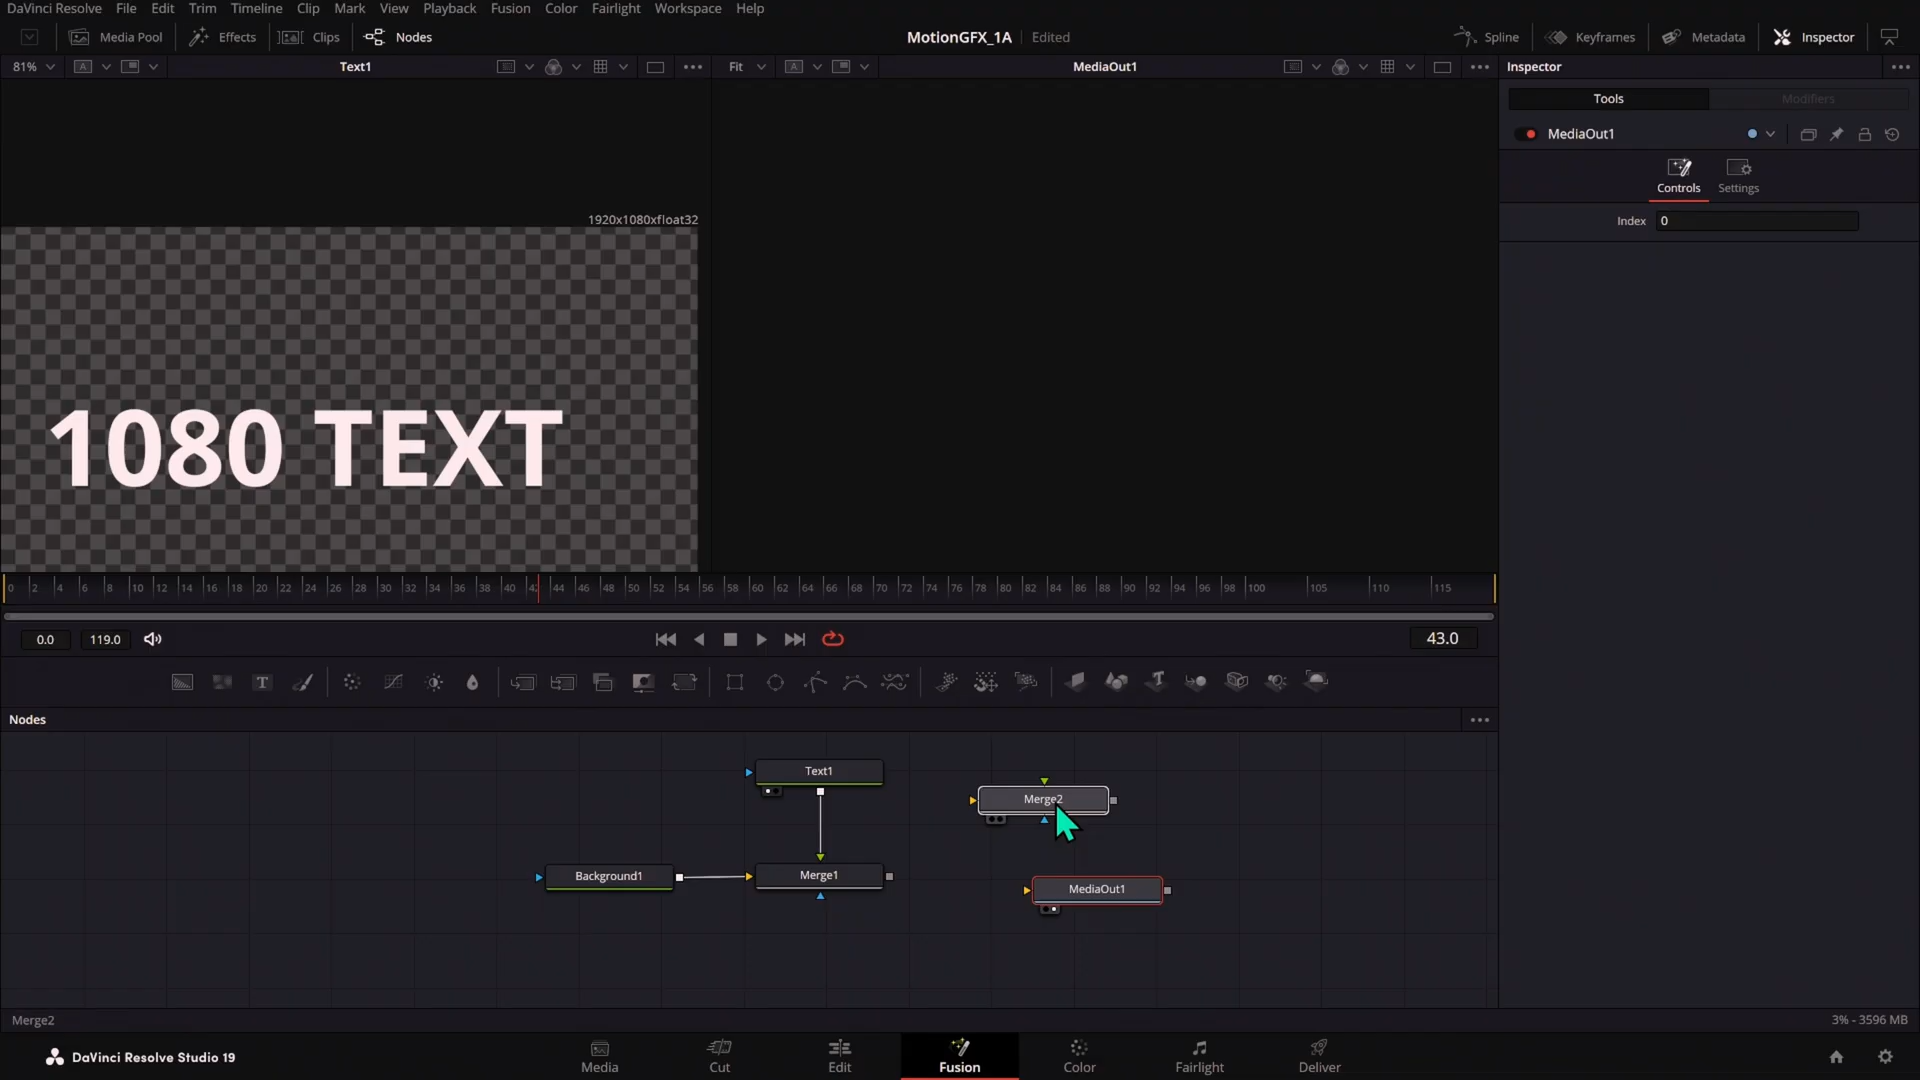 DaVinci Resolve File Edit Trim Timeline Clip Mark View Playback Fusion Color Fairlight Workspace Help
Media Pool Effects Clips Nodes MotionGFX_1A Edited Spline Keyframes Metadata Inspector
81% A Text1 Fit A MediaOut1 Inspector
Tools Modifiers
MediaOut1
Controls Settings
Index 0
1920x1080xfloat32
1080 TEXT
0 2 4 6 8 10 12 14 16 18 20 22 24 26 28 30 32 34 36 38 40 42 44 46 48 50 52 54 56 58 60 62 64 66 68 70 72 74 76 78 80 82 84 86 88 90 92 94 96 98 100 105 110 115
0.0 119.0 43.0
T
Nodes
Text1
Merge2
Background1 Merge1
MediaOut1
Merge2 3% - 3596 MB
DaVinci Resolve Studio 19
Media Cut Edit Fusion Color Fairlight Deliver